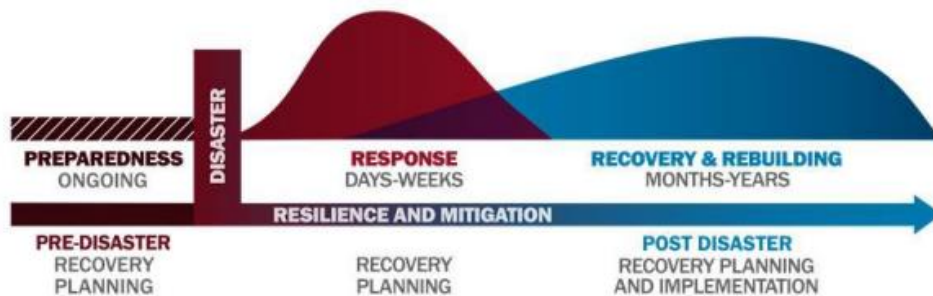 DISASTER
PREPAREDNESS
ONGOING
RESPONSE
DAYS-WEEKS
RECOVERY & REBUILDING
MONTHS-YEARS
RESILIENCE AND MITIGATION
PRE-DISASTER
RECOVERY
PLANNING
RECOVERY
PLANNING
POST DISASTER
RECOVERY PLANNING
AND IMPLEMENTATION